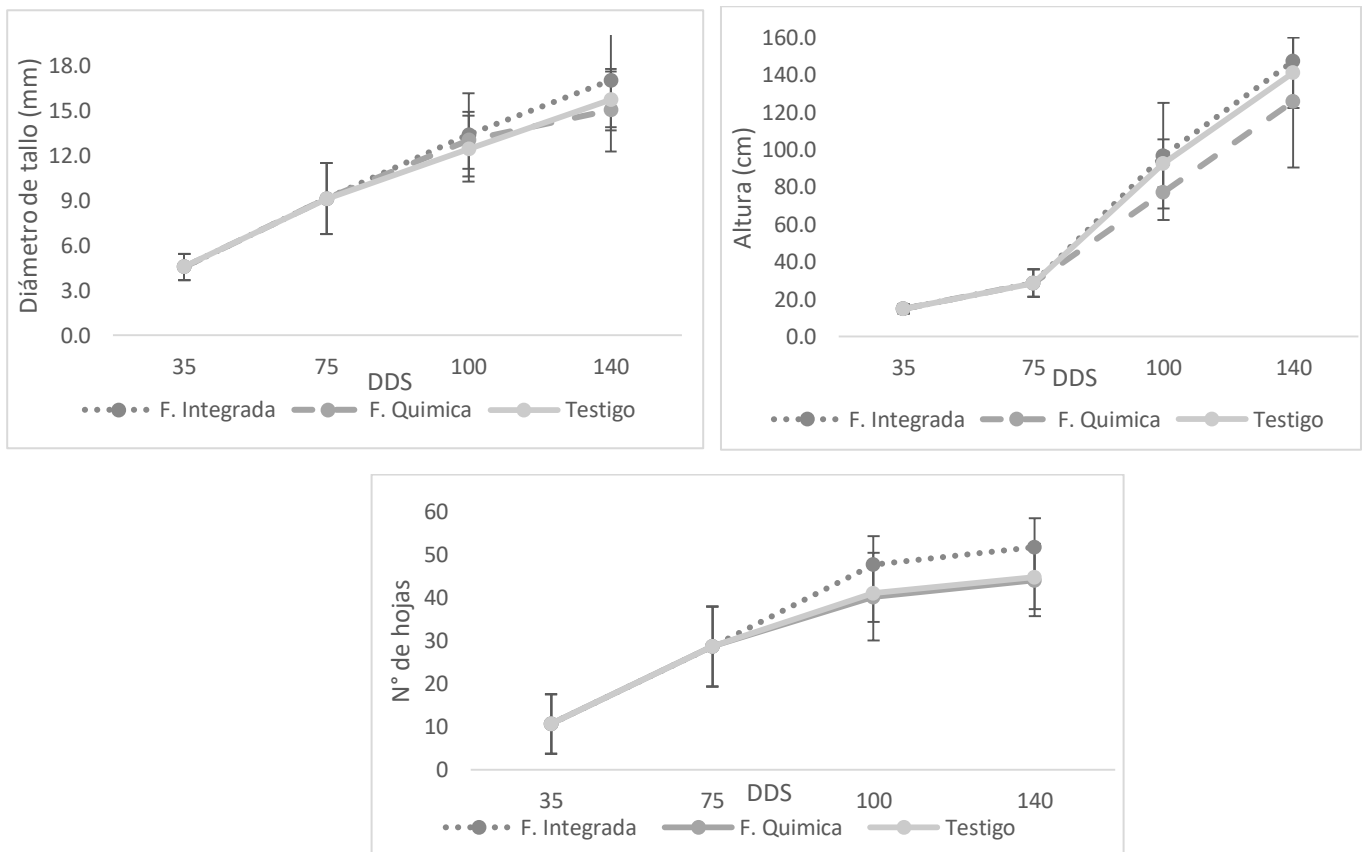 Diámetro de tallo (mm)
18.0
15.0
12.0
9.0
6.0
3.0
0.0
35 75 100 140
DDS
F. Integrada F. Quimica Testigo
Altura (cm)
160.0
140.0
120.0
100.0
80.0
60.0
40.0
20.0
0.0
35 75 100 140
DDS
F. Integrada F. Quimica Testigo
N° de hojas
60
50
40
30
20
10
0
35 75 100 140
DDS
F. Integrada F. Quimica Testigo